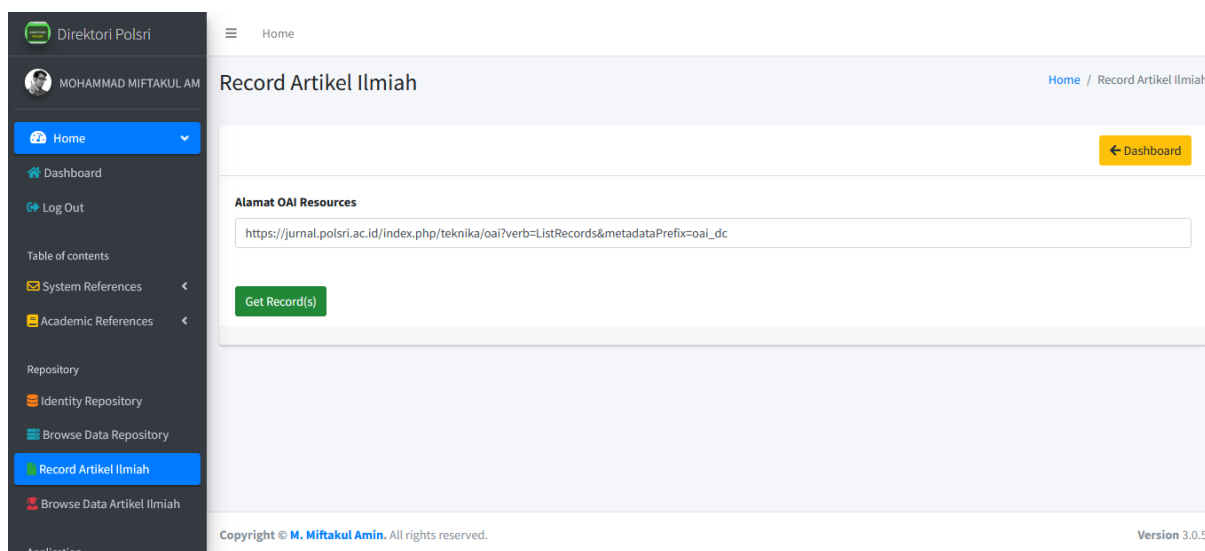 Direktori Polsri
Home
MOHAMMAD MIFTAKUL AM
Record Artikel Ilmiah
Home / Record Artikel Ilmiah
Home
Dashboard
Dashboard
Log Out
Alamat OAI Resources
https://jurnal.polsri.ac.id/index.php/teknika/oai?verb=ListRecords&metadataPrefix=oai_dc
Table of contents
System References
Get Record(s)
Academic References
Repository
Identity Repository
Browse Data Repository
Record Artikel Ilmiah
Browse Data Artikel Ilmiah
Copyright © M. Miftakul Amin. All rights reserved.
Version 3.0.5
Application